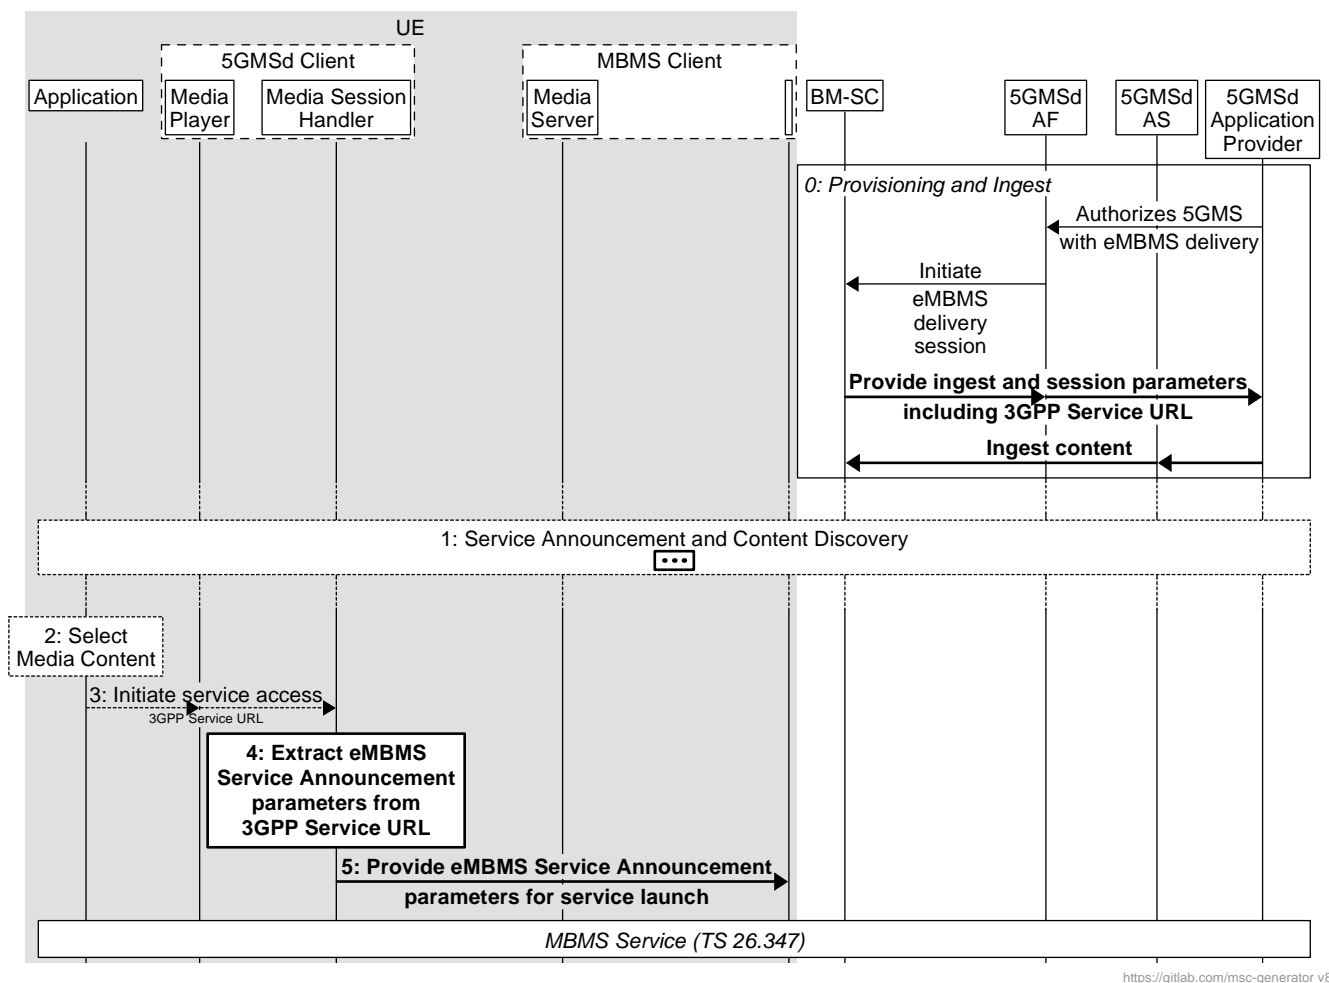 UE
5GMSd Client
MBMS Client
Application
Media
Player
Media Session
Handler
Media
Server
BM-SC
5GMSd
AF
5GMSd
AS
5GMSd
Application
Provider
0: Provisioning and Ingest
Authorizes 5GMS
with eMBMS delivery
Initiate
eMBMS
delivery
session
Provide ingest and session parameters
including 3GPP Service URL
Ingest content
1: Service Announcement and Content Discovery
2: Select
Media Content
3: Initiate service access
3GPP Service URL
4: Extract eMBMS
Service Announcement
parameters from
3GPP Service URL
5: Provide eMBMS Service Announcement
parameters for service launch
MBMS Service (TS 26.347)
https://gitlab.com/msc-generator v8